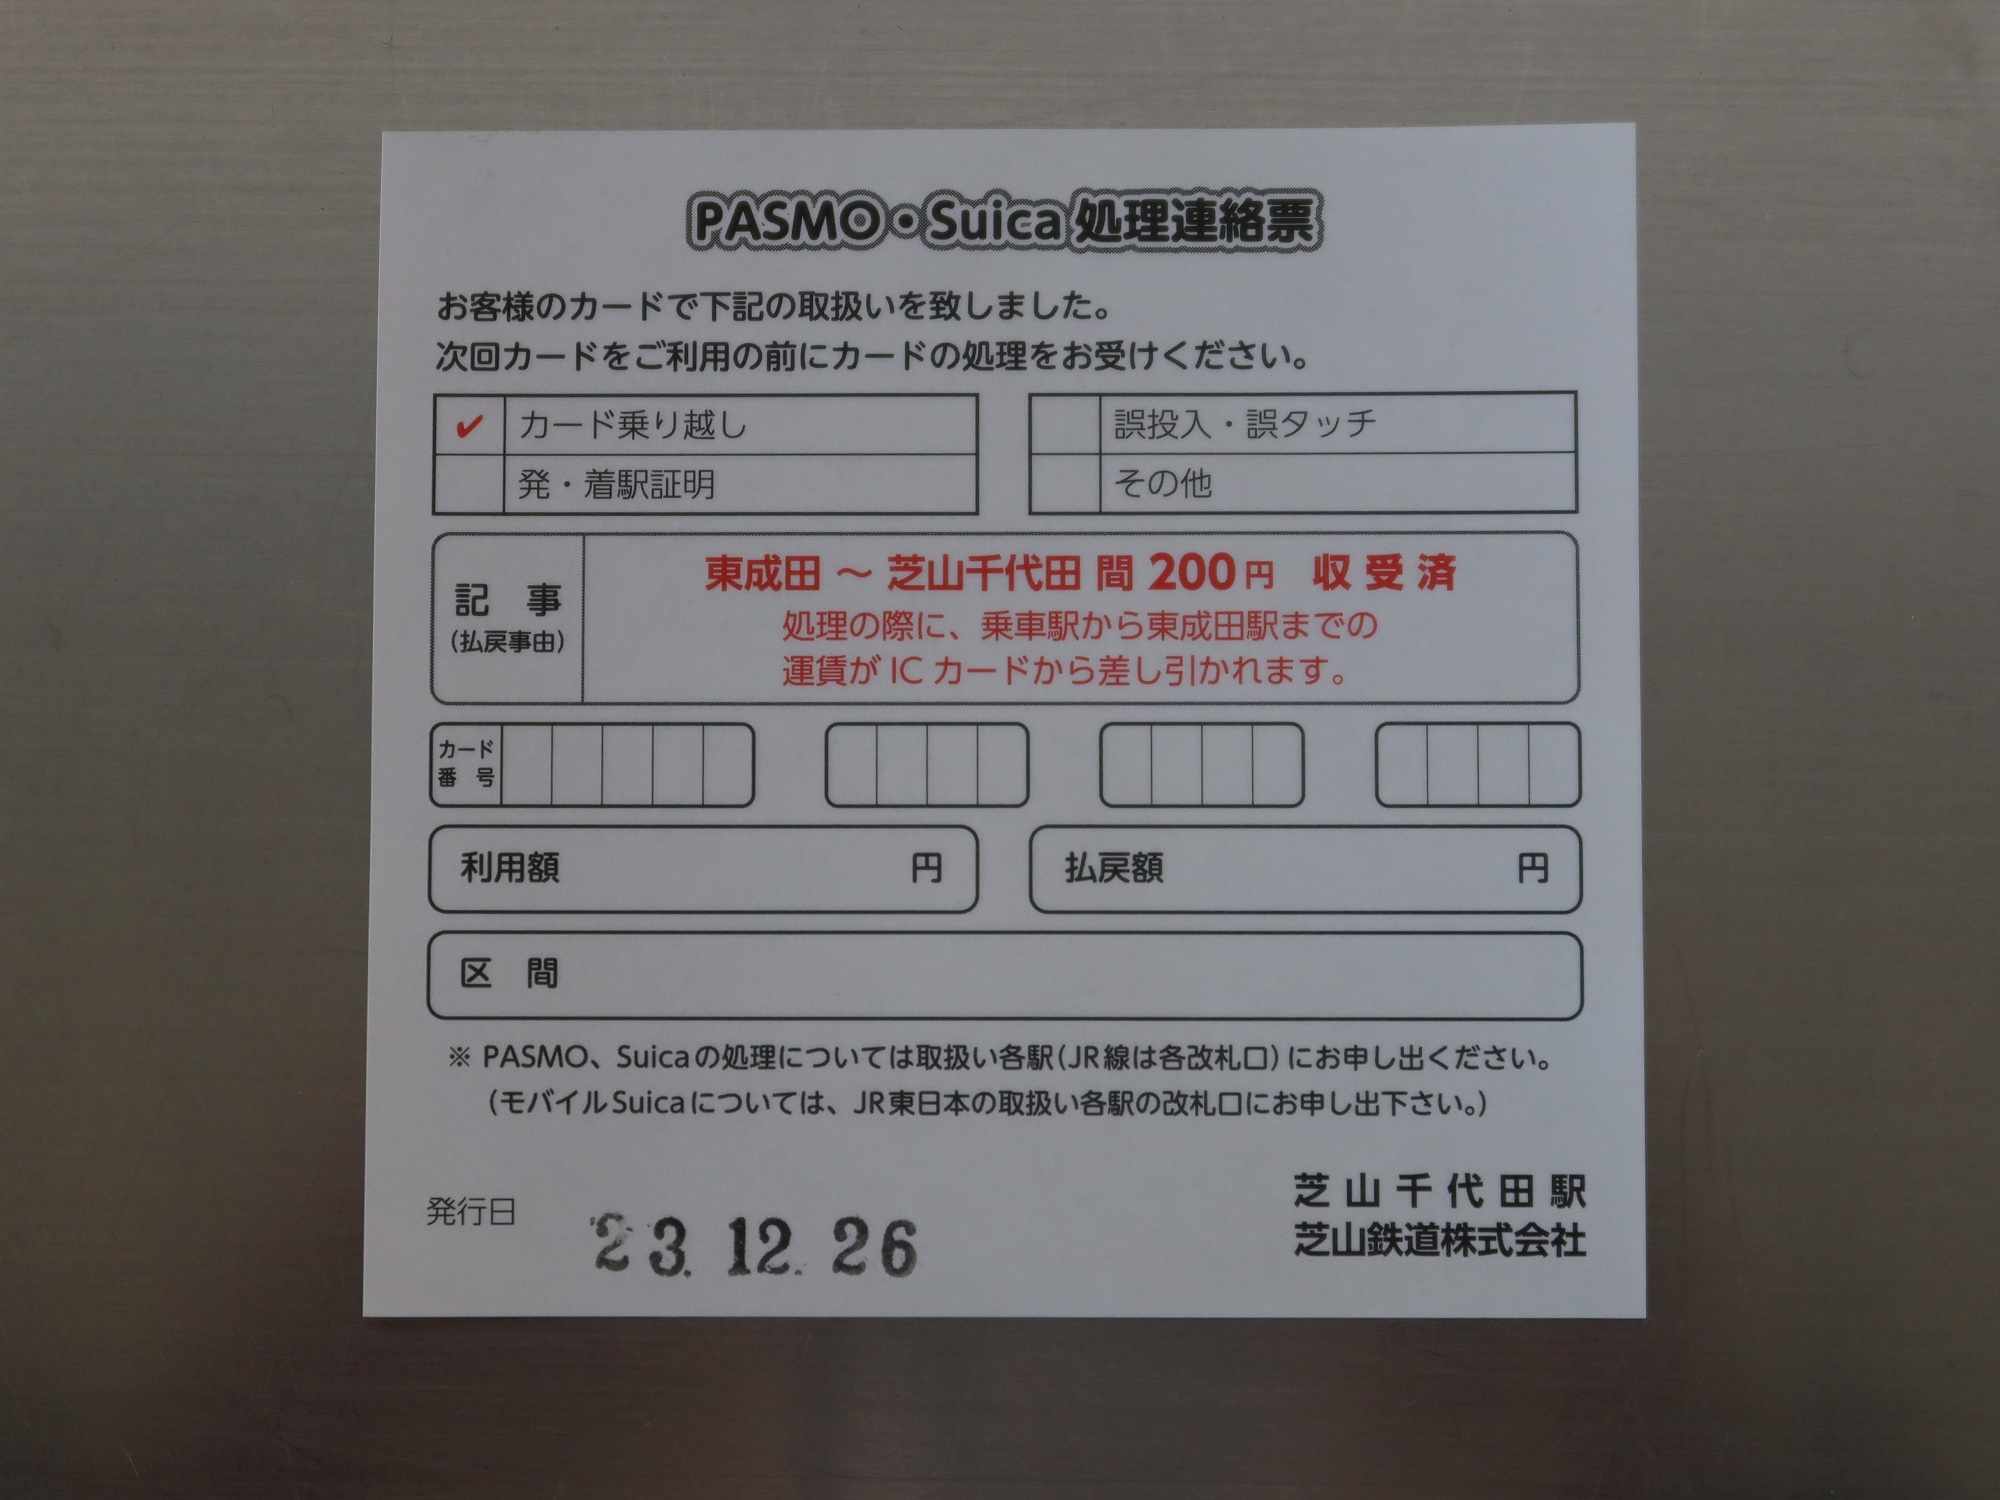 PASMO・Suica 処理連絡票
お客様のカードで下記の取扱いを致しました。
次回カードをご利用の前にカードの処理をお受けください。
✔ カード乗り越し
誤投入・誤タッチ
発・着駅証明
その他
記 事
(払戻事由)
東成田 ～ 芝山千代田 間 200円 収受済
処理の際に、乗車駅から東成田駅までの
運賃が IC カードから差し引かれます。
カード
番 号
利用額 円
払戻額 円
区 間
※ PASMO、Suicaの処理については取扱い各駅(JR線は各改札口)にお申し出ください。
(モバイルSuicaについては、JR東日本の取扱い各駅の改札口にお申し出下さい。)
芝山千代田駅
芝山鉄道株式会社
発行日 23. 12. 26